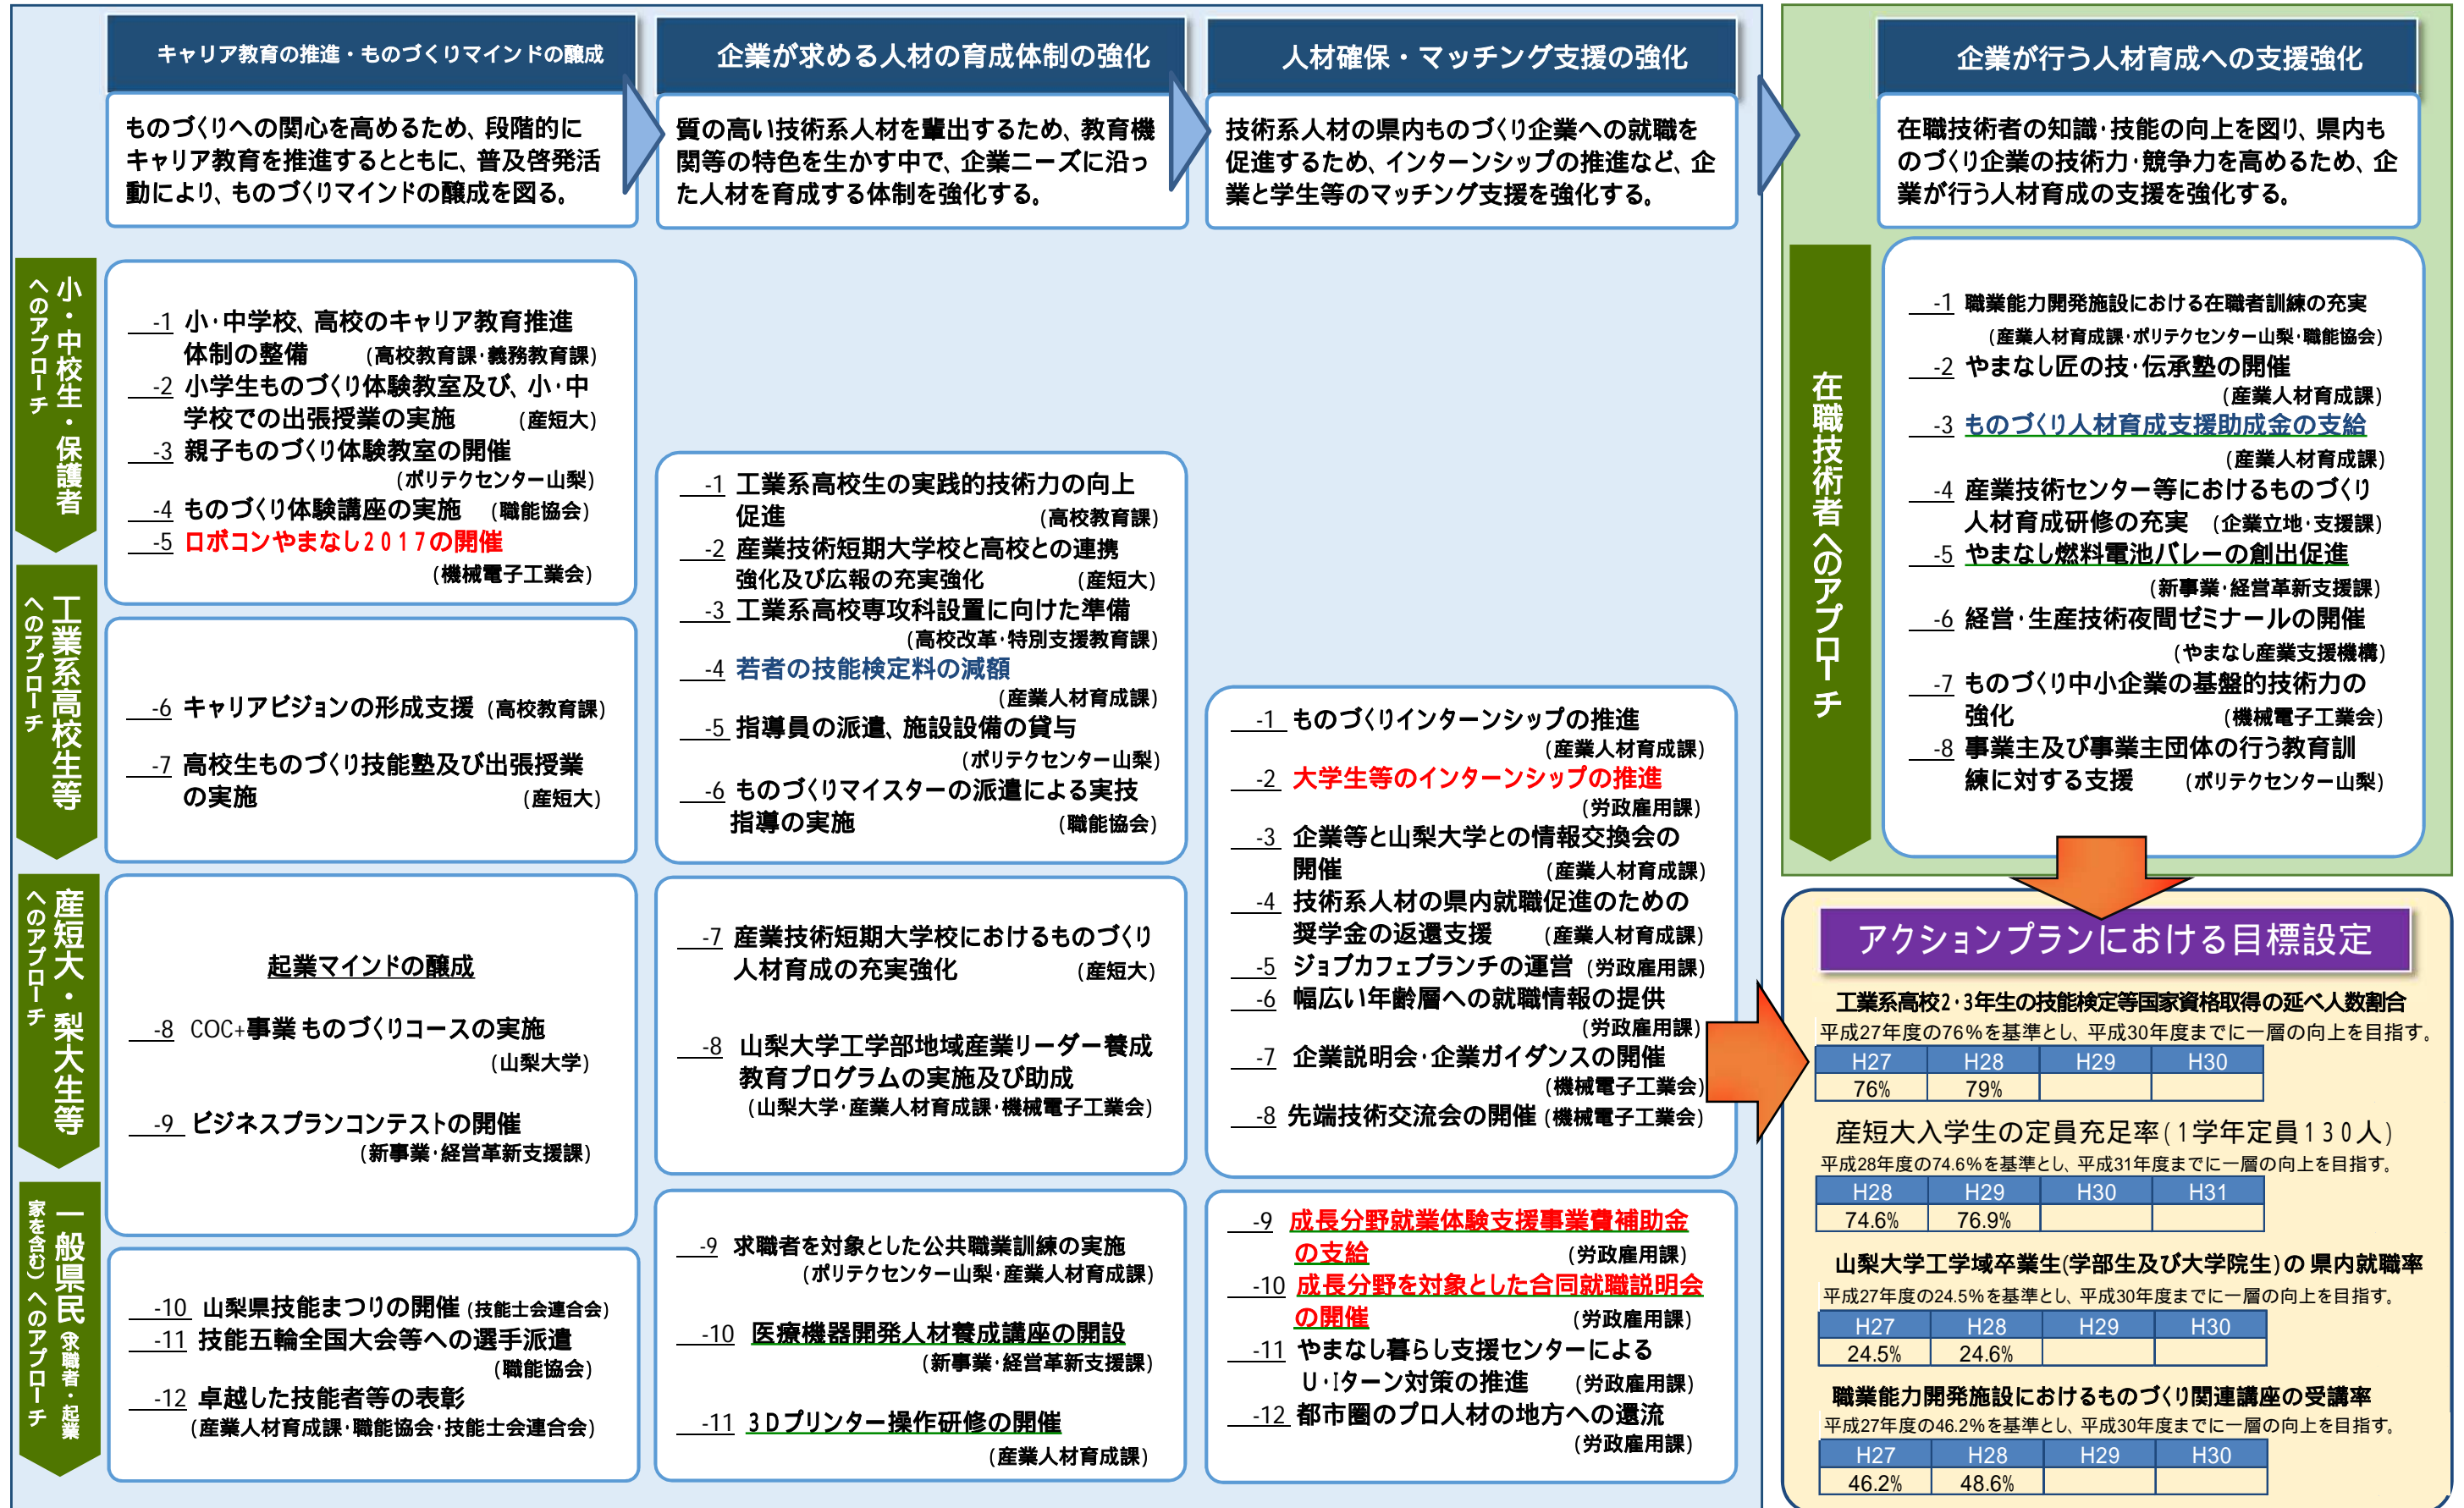 キャリア教育の推進・ものづくりマインドの醸成
ものづくりへの関心を高めるため、段階的に
キャリア教育を推進するとともに、普及啓発活
動により、ものづくりマインドの醸成を図る。
企業が求める人材の育成体制の強化
質の高い技術系人材を輩出するため、教育機
関等の特色を生かす中で、企業ニーズに沿っ
た人材を育成する体制を強化する。
人材確保・マッチング支援の強化
技術系人材の県内ものづくり企業への就職を
促進するため、インターンシップの推進など、企
業と学生等のマッチング支援を強化する。
企業が行う人材育成への支援強化
在職技術者の知識・技能の向上を図り、県内も
のづくり企業の技術力・競争力を高めるため、企
業が行う人材育成の支援を強化する。
小・中校生・保護者
へのアプローチ
-1 小・中学校、高校のキャリア教育推進
体制の整備 (高校教育課・義務教育課)
-2 小学生ものづくり体験教室及び、小・中
学校での出張授業の実施 (産短大)
-3 親子ものづくり体験教室の開催
(ポリテクセンター山梨)
-4 ものづくり体験講座の実施 (職能協会)
-5 ロボコンやまなし2017の開催
(機械電子工業会)
工業系高校生等
へのアプローチ
-6 キャリアビジョンの形成支援 (高校教育課)
-7 高校生ものづくり技能塾及び出張授業
の実施 (産短大)
産短大・梨大生等
へのアプローチ
起業マインドの醸成
-8 COC+事業 ものづくりコースの実施
(山梨大学)
-9 ビジネスプランコンテストの開催
(新事業・経営革新支援課)
一般県民(求職者・起業
家を含む)へのアプローチ
-10 山梨県技能まつりの開催 (技能士会連合会)
-11 技能五輪全国大会等への選手派遣
(職能協会)
-12 卓越した技能者等の表彰
(産業人材育成課・職能協会・技能士会連合会)
-1 工業系高校生の実践的技術力の向上
促進 (高校教育課)
-2 産業技術短期大学校と高校との連携
強化及び広報の充実強化 (産短大)
-3 工業系高校専攻科設置に向けた準備
(高校改革・特別支援教育課)
-4 若者の技能検定料の減額
(産業人材育成課)
-5 指導員の派遣、施設設備の貸与
(ポリテクセンター山梨)
-6 ものづくりマイスターの派遣による実技
指導の実施 (職能協会)
-7 産業技術短期大学校におけるものづくり
人材育成の充実強化 (産短大)
-8 山梨大学工学部地域産業リーダー養成
教育プログラムの実施及び助成
(山梨大学・産業人材育成課・機械電子工業会)
-9 求職者を対象とした公共職業訓練の実施
(ポリテクセンター山梨・産業人材育成課)
-10 医療機器開発人材養成講座の開設
(新事業・経営革新支援課)
-11 3Dプリンター操作研修の開催
(産業人材育成課)
-1 ものづくりインターンシップの推進
(産業人材育成課)
-2 大学生等のインターンシップの推進
(労政雇用課)
-3 企業等と山梨大学との情報交換会の
開催 (産業人材育成課)
-4 技術系人材の県内就職促進のための
奨学金の返還支援 (産業人材育成課)
-5 ジョブカフェブランチの運営 (労政雇用課)
-6 幅広い年齢層への就職情報の提供
(労政雇用課)
-7 企業説明会・企業ガイダンスの開催
(機械電子工業会)
-8 先端技術交流会の開催 (機械電子工業会)
-9 成長分野就業体験支援事業費補助金
の支給 (労政雇用課)
-10 成長分野を対象とした合同就職説明会
の開催 (労政雇用課)
-11 やまなし暮らし支援センターによる
U・Iターン対策の推進 (労政雇用課)
-12 都市圏のプロ人材の地方への還流
(労政雇用課)
在職技術者へのアプローチ
-1 職業能力開発施設における在職者訓練の充実
(産業人材育成課・ポリテクセンター山梨・職能協会)
-2 やまなし匠の技・伝承塾の開催
(産業人材育成課)
-3 ものづくり人材育成支援助成金の支給
(産業人材育成課)
-4 産業技術センター等におけるものづくり
人材育成研修の充実 (企業立地・支援課)
-5 やまなし燃料電池バレーの創出促進
(新事業・経営革新支援課)
-6 経営・生産技術夜間ゼミナールの開催
(やまなし産業支援機構)
-7 ものづくり中小企業の基盤的技術力の
強化 (機械電子工業会)
-8 事業主及び事業主団体の行う教育訓
練に対する支援 (ポリテクセンター山梨)
アクションプランにおける目標設定
工業系高校2・3年生の技能検定等国家資格取得の延べ人数割合
平成27年度の76%を基準とし、平成30年度までに一層の向上を目指す。
H27 H28 H29 H30
76% 79%
産短大入学生の定員充足率(1学年定員130人)
平成28年度の74.6%を基準とし、平成31年度までに一層の向上を目指す。
H28 H29 H30 H31
74.6% 76.9%
山梨大学工学域卒業生(学部生及び大学院生)の 県内就職率
平成27年度の24.5%を基準とし、平成30年度までに一層の向上を目指す。
H27 H28 H29 H30
24.5% 24.6%
職業能力開発施設におけるものづくり関連講座の受講率
平成27年度の46.2%を基準とし、平成30年度までに一層の向上を目指す。
H27 H28 H29 H30
46.2% 48.6%